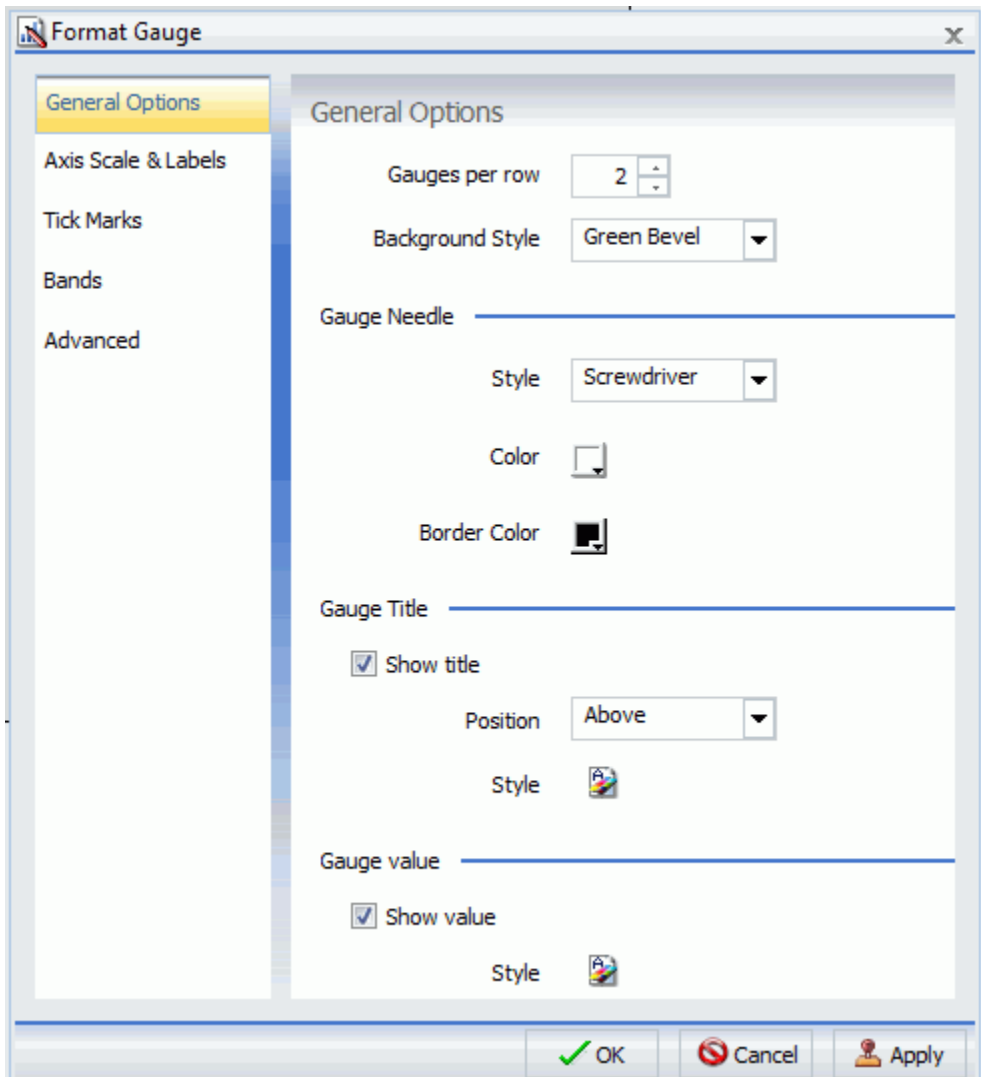 Format Gauge
General Options
Axis Scale & Labels
Tick Marks
Bands
Advanced
General Options
Gauges per row 2
Background Style Green Bevel
Gauge Needle
Style Screwdriver
Color
Border Color
Gauge Title
Show title
Position Above
Style
Gauge value
Show value
Style
OK Cancel Apply